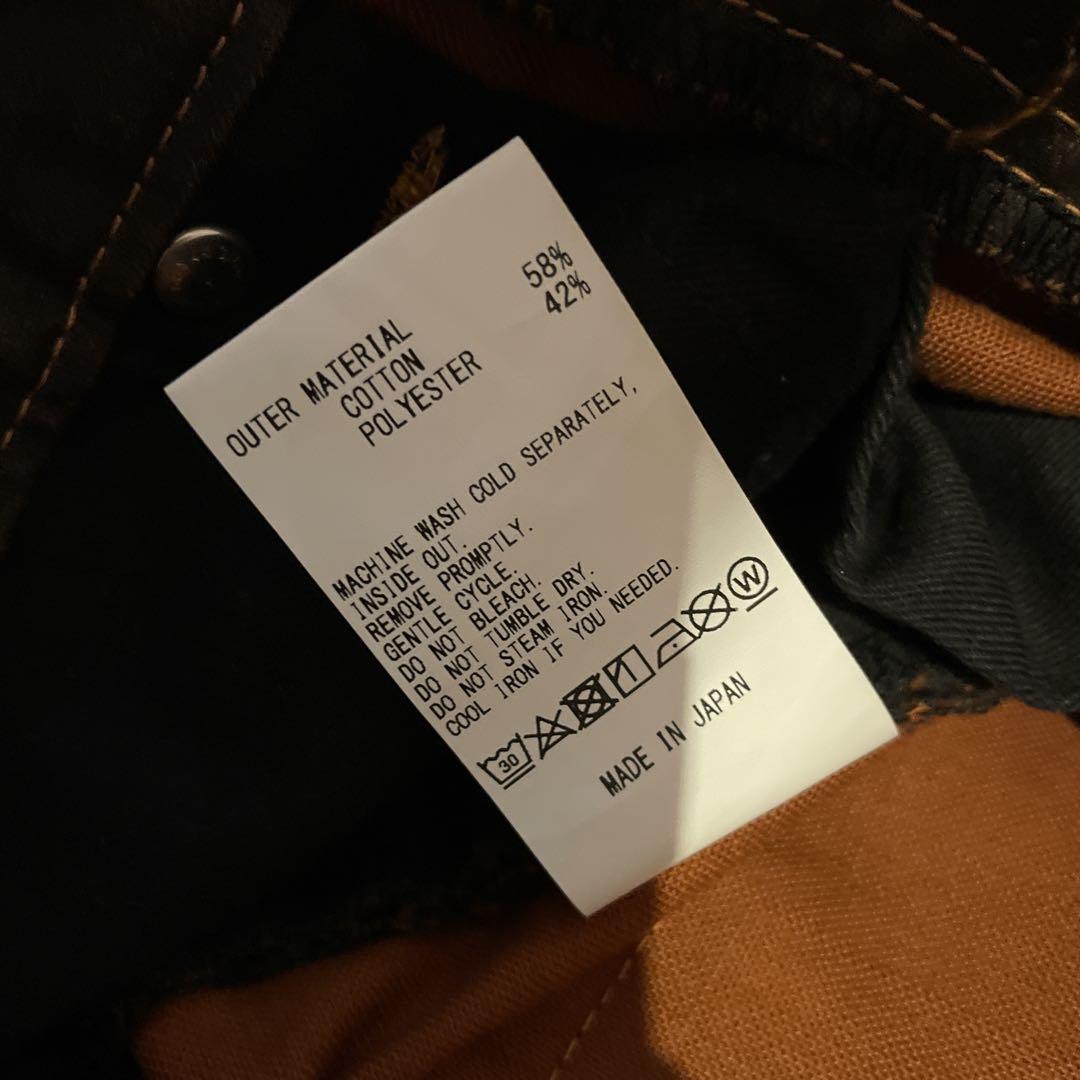 OUTER MATERIAL
COTTON 58%
POLYESTER 42%
MACHINE WASH COLD SEPARATELY,
INSIDE OUT.
REMOVE PROMPTLY.
GENTLE CYCLE.
DO NOT BLEACH.
DO NOT TUMBLE DRY.
DO NOT STEAM IRON.
COOL IRON IF YOU NEEDED.
30 W
MADE IN JAPAN